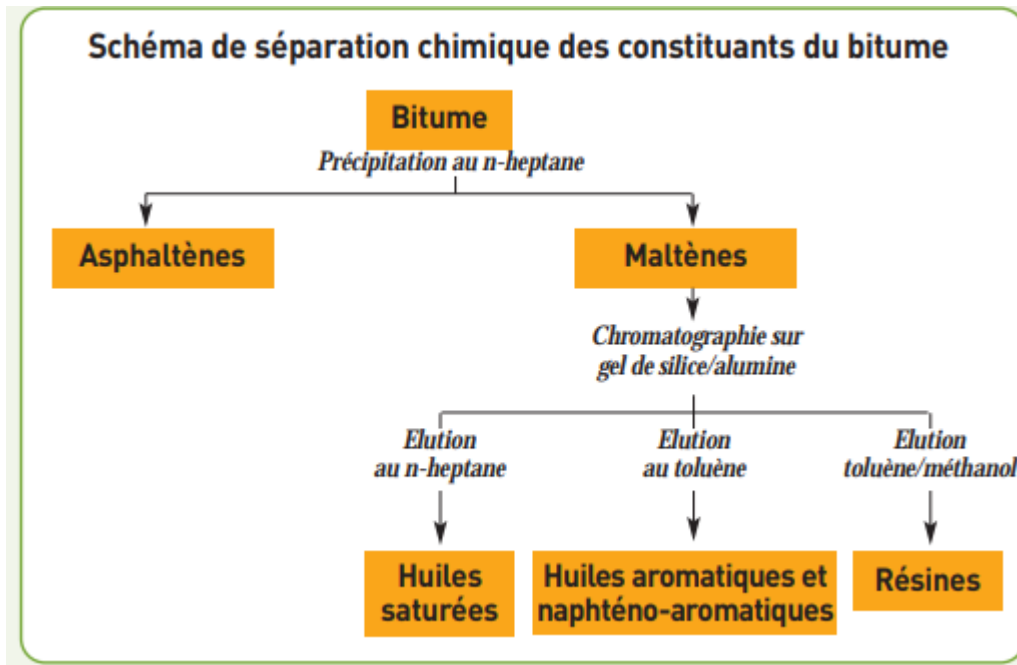 Schéma de séparation chimique des constituants du bitume
Bitume
Précipitation au n-heptane
Asphaltènes
Maltènes
Chromatographie sur
gel de silice/alumine
Elution
au n-heptane
Elution
au toluène
Elution
toluène/méthanol
Huiles
saturées
Huiles aromatiques et
naphténo-aromatiques
Résines